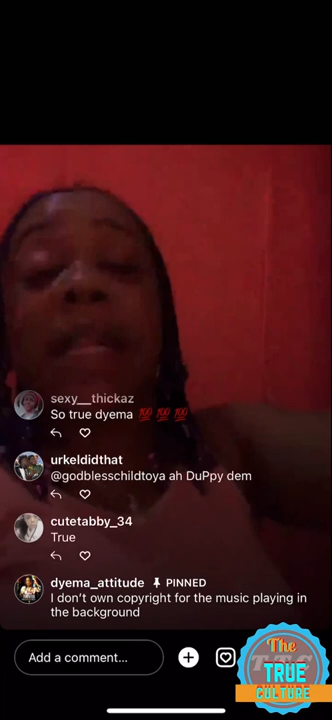 sexy__thickaz
So true dyema 💯 💯 💯
urkeldidthat
@godblesschildtoya ah DuPpy dem
cutetabby_34
True
dyema_attitude PINNED
I don't own copyright for the music playing in
the background
Add a comment...
The
T.T.C
TRUE
CULTURE